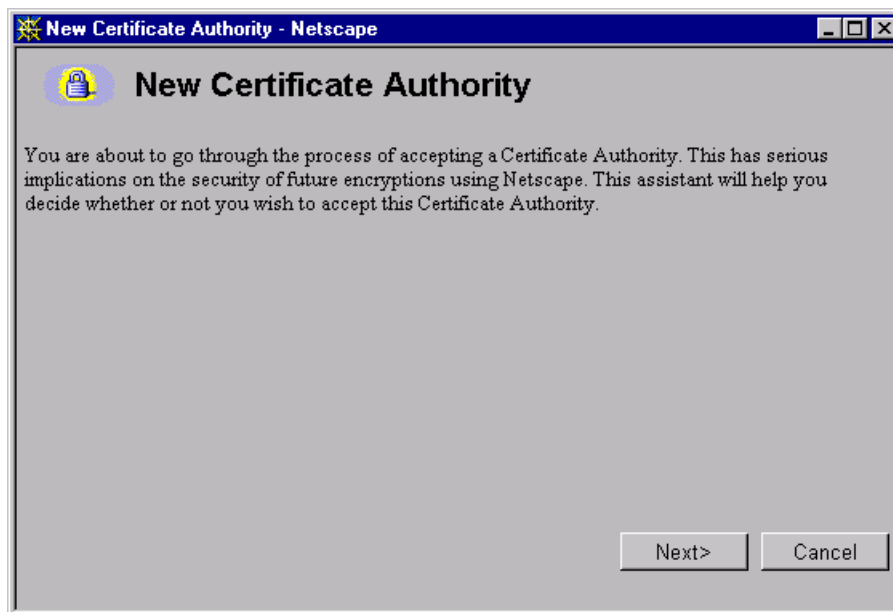 New Certificate Authority - Netscape
New Certificate Authority
You are about to go through the process of accepting a Certificate Authority. This has serious
implications on the security of future encryptions using Netscape. This assistant will help you
decide whether or not you wish to accept this Certificate Authority.
Next> Cancel